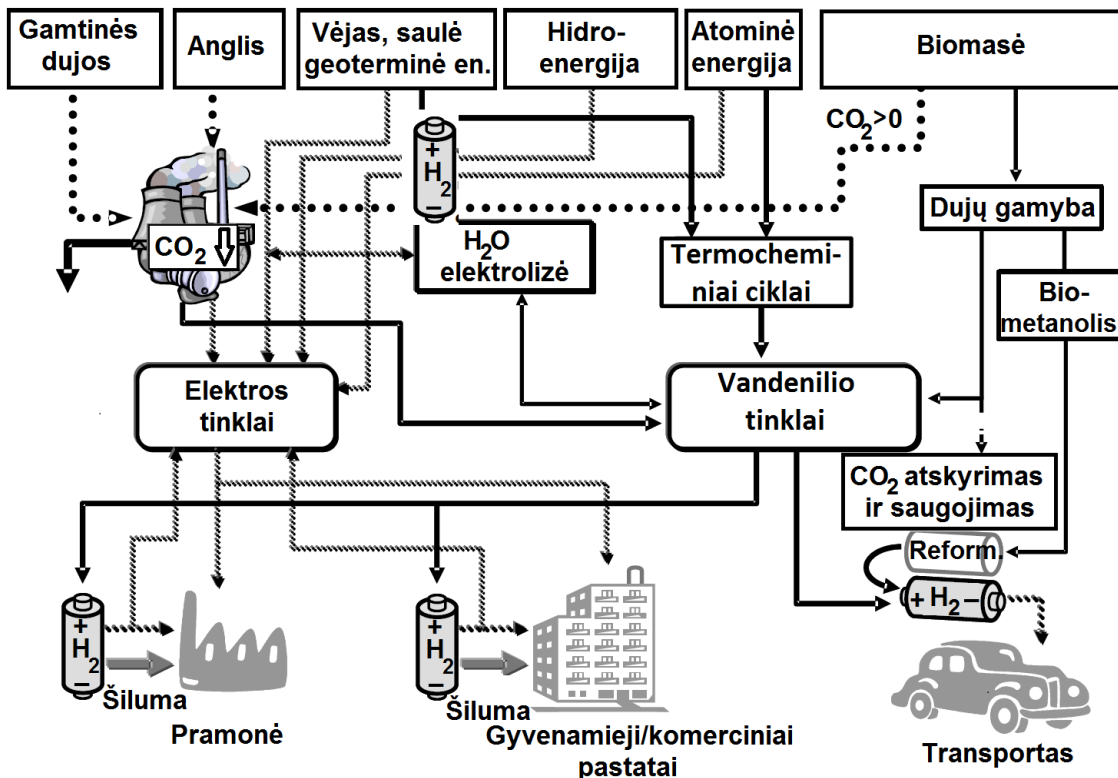 Gamtinės
dujos
Anglis
Vėjas, saulė
geoterminė en.
Hidro-
energija
Atominė
energija
Biomasė
CO2>0
+
H2
−
Dujų gamyba
CO2
H2O
elektrolizė
Termochemi-
niai ciklai
Bio-
metanolis
Elektros
tinklai
Vandenilio
tinklai
CO2 atskyrimas
ir saugojimas
Reform.
+ H2 −
+
H2
−
Šiluma
Pramonė
+
H2
−
Šiluma
Gyvenamieji/komerciniai
pastatai
Transportas